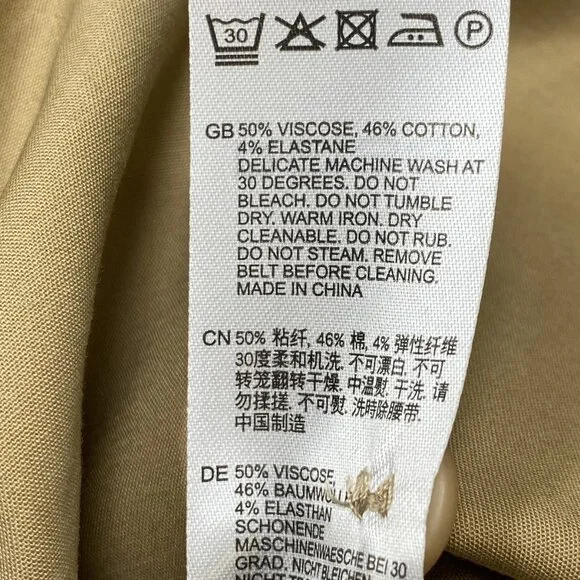 30 P
GB 50% VISCOSE, 46% COTTON,
4% ELASTANE
DELICATE MACHINE WASH AT
30 DEGREES. DO NOT
BLEACH. DO NOT TUMBLE
DRY. WARM IRON. DRY
CLEANABLE. DO NOT RUB.
DO NOT STEAM. REMOVE
BELT BEFORE CLEANING.
MADE IN CHINA
CN 50% 粘纤, 46% 棉, 4% 弹性纤维
30度柔和机洗. 不可漂白. 不可
转笼翻转干燥. 中温熨. 干洗. 请
勿揉搓. 不可熨. 洗時除腰带.
中国制造
DE 50% VISCOSE,
46%
4% ELASTHAN
SCHONENDE
MASCHINENWAESCHE BEI 30
GRAD. NICHT BLEICHEN.